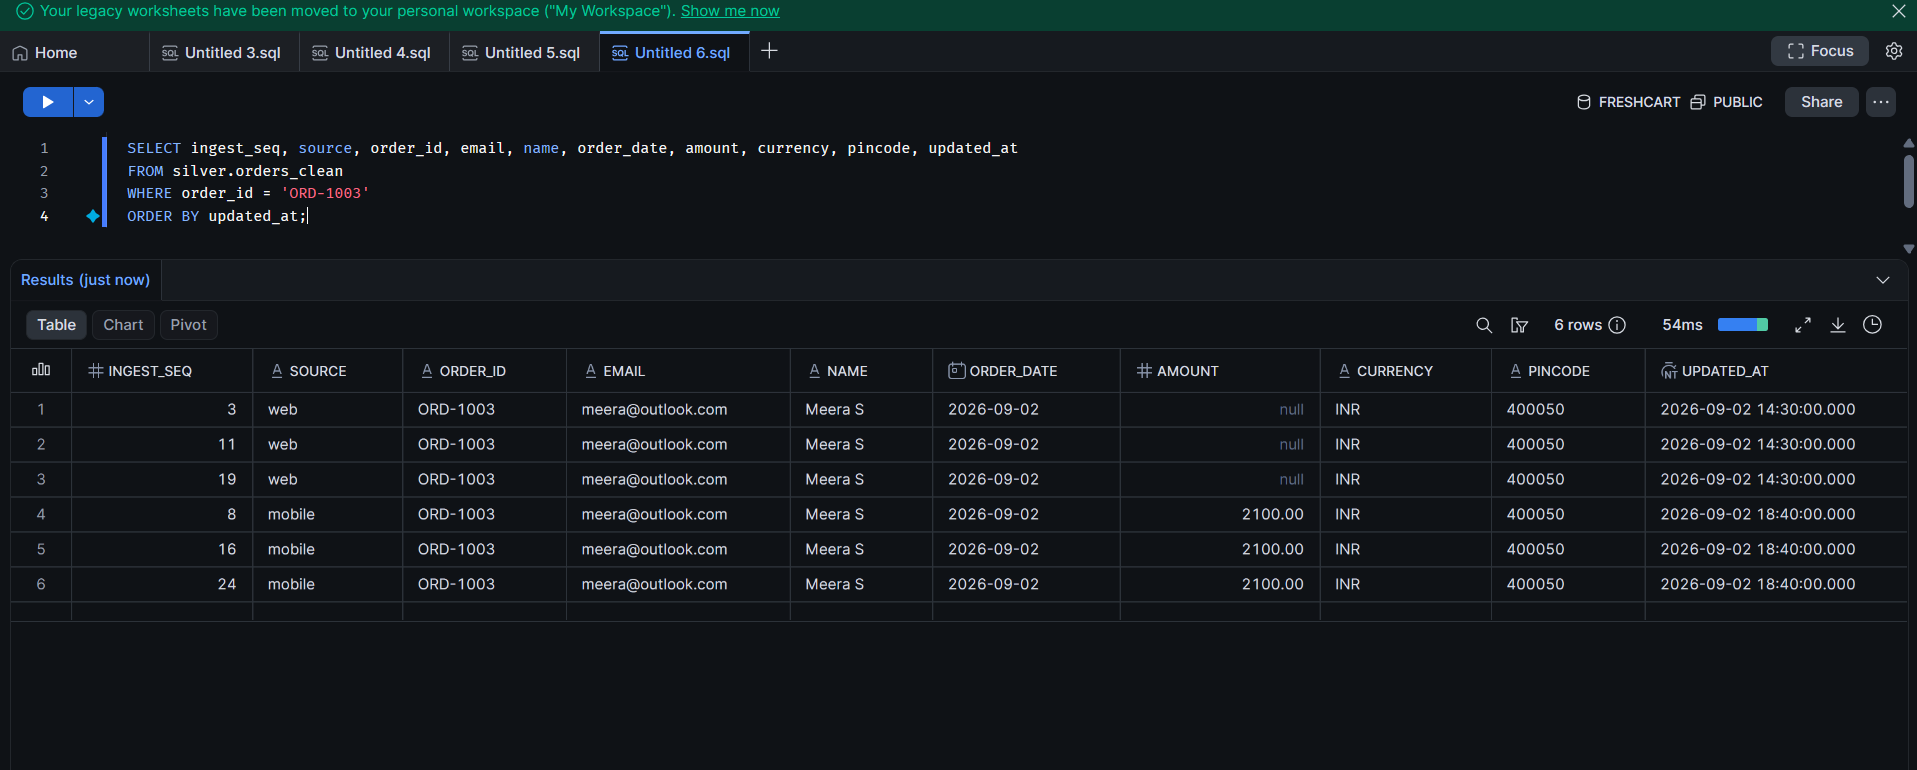 Your legacy worksheets have been moved to your personal workspace ("My Workspace"). Show me now
Home
SQL Untitled 3.sql
SQL Untitled 4.sql
SQL Untitled 5.sql
SQL Untitled 6.sql
Focus
FRESHCART PUBLIC Share
1 SELECT ingest_seq, source, order_id, email, name, order_date, amount, currency, pincode, updated_at
2 FROM silver.orders_clean
3 WHERE order_id = 'ORD-1003'
4 ORDER BY updated_at;
Results (just now)
Table Chart Pivot 6 rows 54ms
INGEST_SEQ A SOURCE A ORDER_ID A EMAIL A NAME ORDER_DATE AMOUNT A CURRENCY A PINCODE NT UPDATED_AT
1 3 web ORD-1003 meera@outlook.com Meera S 2026-09-02 null INR 400050 2026-09-02 14:30:00.000
2 11 web ORD-1003 meera@outlook.com Meera S 2026-09-02 null INR 400050 2026-09-02 14:30:00.000
3 19 web ORD-1003 meera@outlook.com Meera S 2026-09-02 null INR 400050 2026-09-02 14:30:00.000
4 8 mobile ORD-1003 meera@outlook.com Meera S 2026-09-02 2100.00 INR 400050 2026-09-02 18:40:00.000
5 16 mobile ORD-1003 meera@outlook.com Meera S 2026-09-02 2100.00 INR 400050 2026-09-02 18:40:00.000
6 24 mobile ORD-1003 meera@outlook.com Meera S 2026-09-02 2100.00 INR 400050 2026-09-02 18:40:00.000